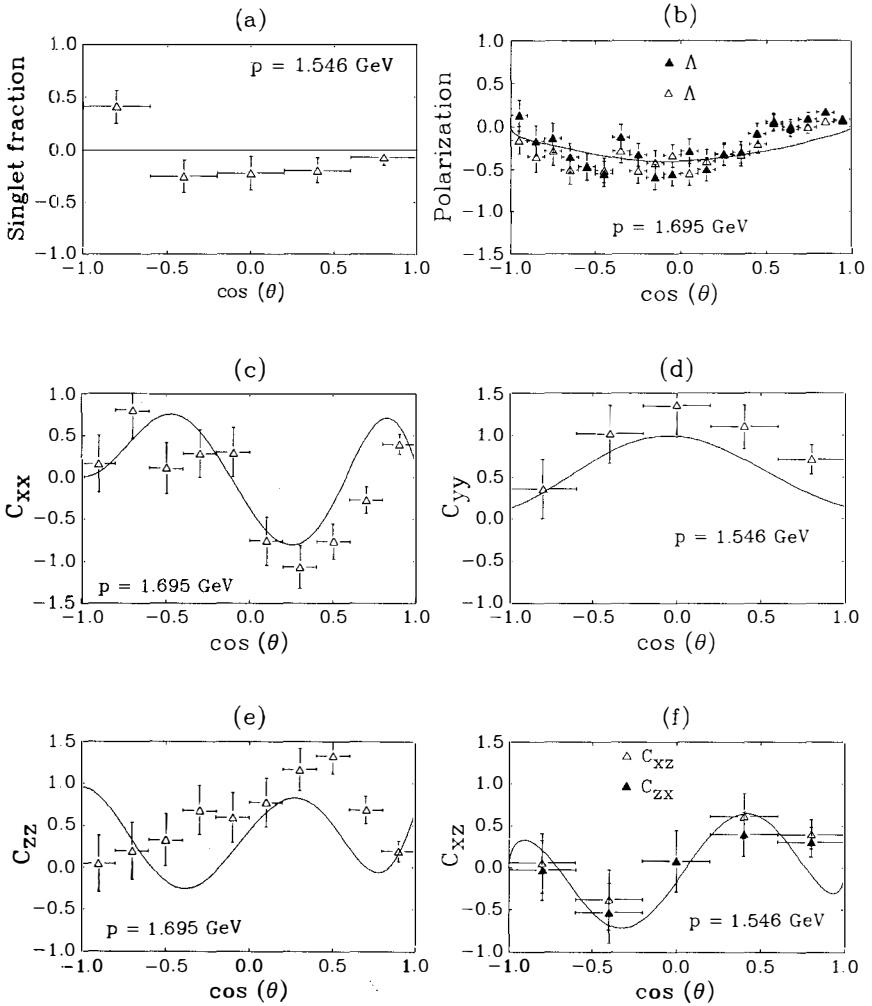 (a)
Singlet fraction
1.0
0.5
0.0
−0.5
−1.0
p = 1.546 GeV
−1.0 −0.5 0.0 0.5 1.0
cos (θ)
(b)
Polarization
1.0
0.5
0.0
−0.5
−1.0
−1.5
▲ Λ
△ Λ
p = 1.695 GeV
−1.0 −0.5 0.0 0.5 1.0
cos (θ)
(c)
Cxx
1.0
0.5
0.0
−0.5
−1.0
−1.5
p = 1.695 GeV
−1.0 −0.5 0.0 0.5 1.0
cos (θ)
(d)
Cyy
1.5
1.0
0.5
0.0
−0.5
−1.0
p = 1.546 GeV
−1.0 −0.5 0.0 0.5 1.0
cos (θ)
(e)
Czz
1.5
1.0
0.5
0.0
−0.5
−1.0
p = 1.695 GeV
−1.0 −0.5 0.0 0.5 1.0
cos (θ)
(f)
Cxz
1.5
1.0
0.5
0.0
−0.5
−1.0
△ Cxz
▲ Czx
p = 1.546 GeV
−1.0 −0.5 0.0 0.5 1.0
cos (θ)